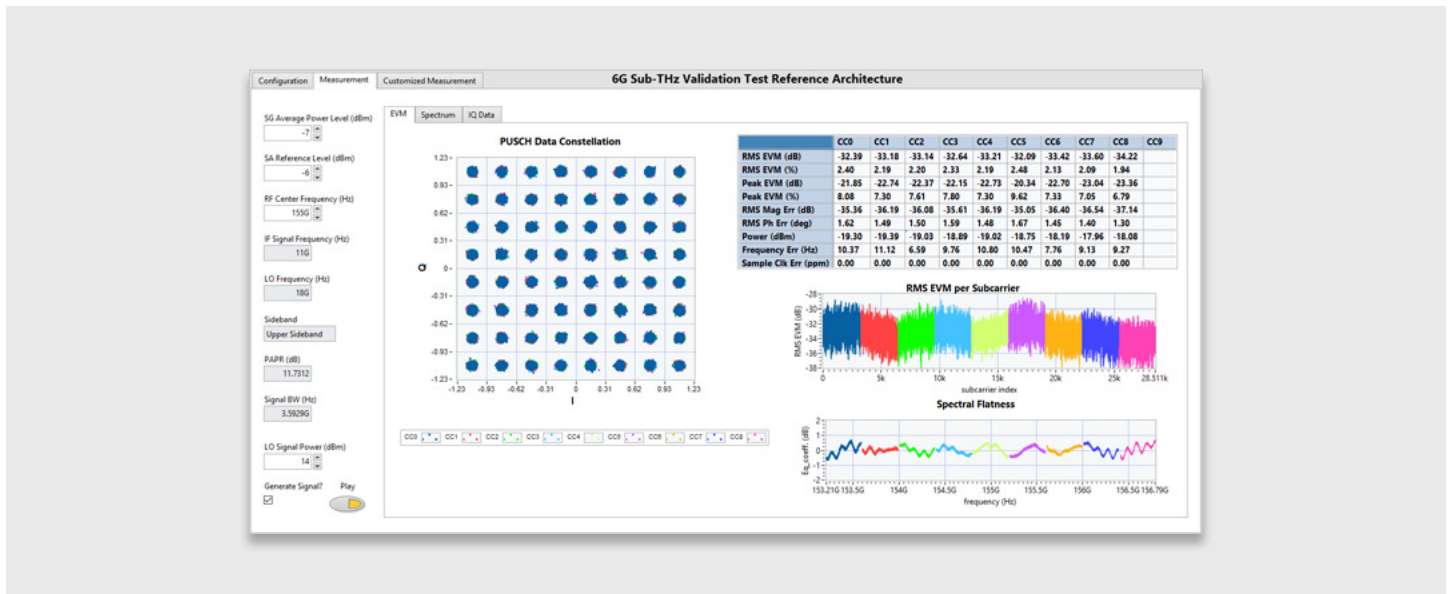 Configuration Measurement Customized Measurement
6G Sub-THz Validation Test Reference Architecture
SG Average Power Level (dBm)
-7
SA Reference Level (dBm)
-6
RF Center Frequency (Hz)
155G
IF Signal Frequency (Hz)
11G
LO Frequency (Hz)
18G
Sideband
Upper Sideband
PAPR (dB)
11.7312
Signal BW (Hz)
3.5929G
LO Signal Power (dBm)
14
Generate Signal? Play
EVM Spectrum IQ Data
PUSCH Data Constellation
1.23
0.93
0.62
0.31
0
-0.31
-0.62
-0.93
-1.23
Q
-1.23 -0.93 -0.62 -0.31 0 0.31 0.62 0.93 1.23
I
CC0 CC1 CC2 CC3 CC4 CC5 CC6 CC7 CC8
CC0 CC1 CC2 CC3 CC4 CC5 CC6 CC7 CC8 CC9
RMS EVM (dB) -32.39 -33.18 -33.14 -32.64 -33.21 -32.09 -33.42 -33.60 -34.22
RMS EVM (%) 2.40 2.19 2.20 2.33 2.19 2.48 2.13 2.09 1.94
Peak EVM (dB) -21.85 -22.74 -22.37 -22.15 -22.73 -20.34 -22.70 -23.04 -23.36
Peak EVM (%) 8.08 7.30 7.61 7.80 7.30 9.62 7.33 7.05 6.79
RMS Mag Err (dB) -35.36 -36.19 -36.08 -35.61 -36.19 -35.05 -36.40 -36.54 -37.14
RMS Ph Err (deg) 1.62 1.49 1.50 1.59 1.48 1.67 1.45 1.40 1.30
Power (dBm) -19.30 -19.39 -19.03 -18.89 -19.02 -18.75 -18.19 -17.96 -18.08
Frequency Err (Hz) 10.37 11.12 6.59 9.76 10.80 10.47 7.76 9.13 9.27
Sample Clk Err (ppm) 0.00 0.00 0.00 0.00 0.00 0.00 0.00 0.00 0.00
RMS EVM per Subcarrier
RMS EVM (dB)
-28
-30
-32
-34
-36
-38
0 5k 10k 15k 20k 25k 28.511k
subcarrier index
Spectral Flatness
Eq_coeff. (dB)
2
1
0
-1
-2
153.21G 153.5G 154G 154.5G 155G 155.5G 156G 156.5G 156.79G
frequency (Hz)